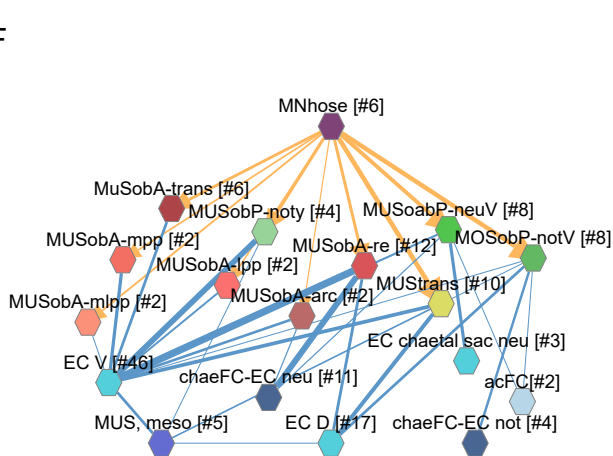 F
MNhose [#6]
MuSobA-trans [#6]
MUSobP-noty [#4]
MUSoabP-neuV [#8]
MUSobA-mpp [#2]
MUSobA-re [#12]
MOSobP-notV [#8]
MUSobA-lpp [#2]
MUStrans [#10]
MUSobA-mlpp [#2]
MUSobA-arc [#2]
EC chaetal sac neu [#3]
EC V [#46]
chaeFC-EC neu [#11]
acFC[#2]
MUS, meso [#5]
EC D [#17]
chaeFC-EC not [#4]